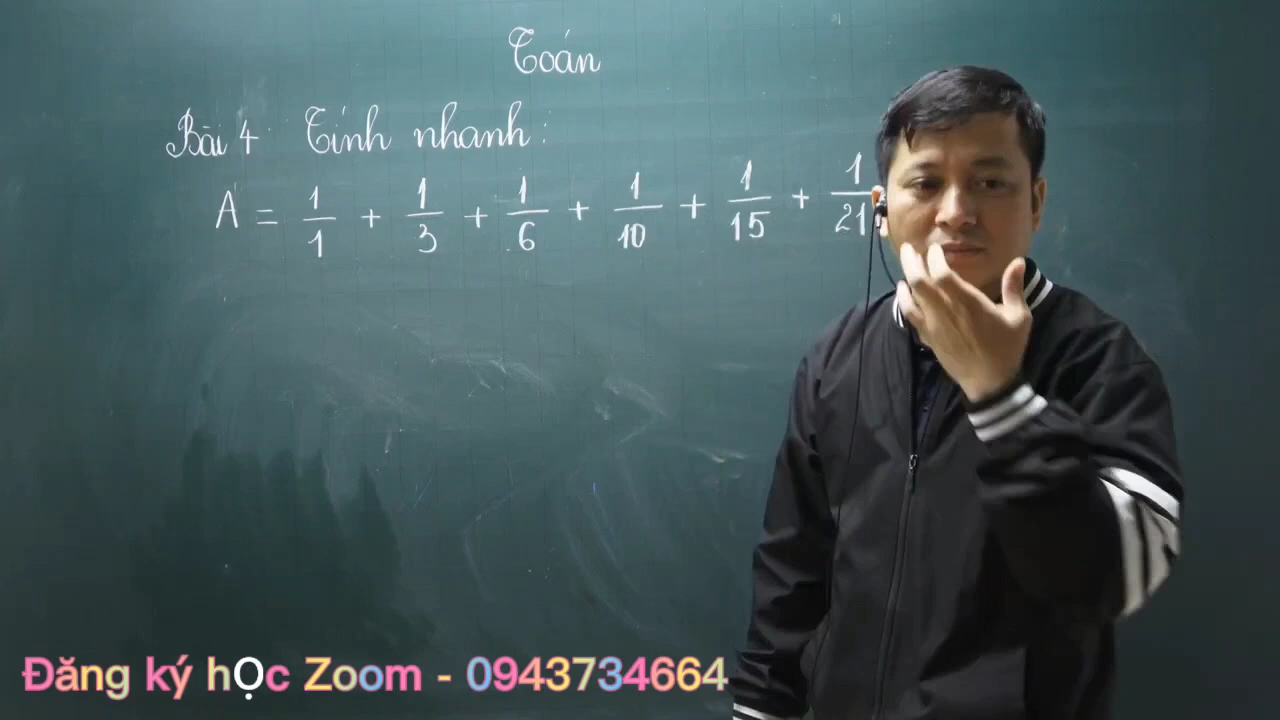 Toán
Bài 4 Tính nhanh:
A = 1/1 + 1/3 + 1/6 + 1/10 + 1/15 + 1/21
Đăng ký hỌc Zoom - 0943734664